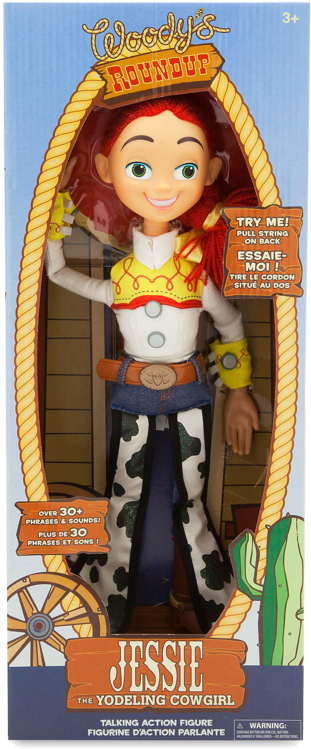 Woody's
ROUNDUP
3+
TRY ME!
PULL STRING
ON BACK
ESSAIE-
MOI !
TIRE LE CORDON
SITUÉ AU DOS
OVER 30+
PHRASES & SOUNDS!
PLUS DE 30
PHRASES ET SONS !
JESSIE
THE YODELING COWGIRL
TALKING ACTION FIGURE
FIGURINE D'ACTION PARLANTE
WARNING: